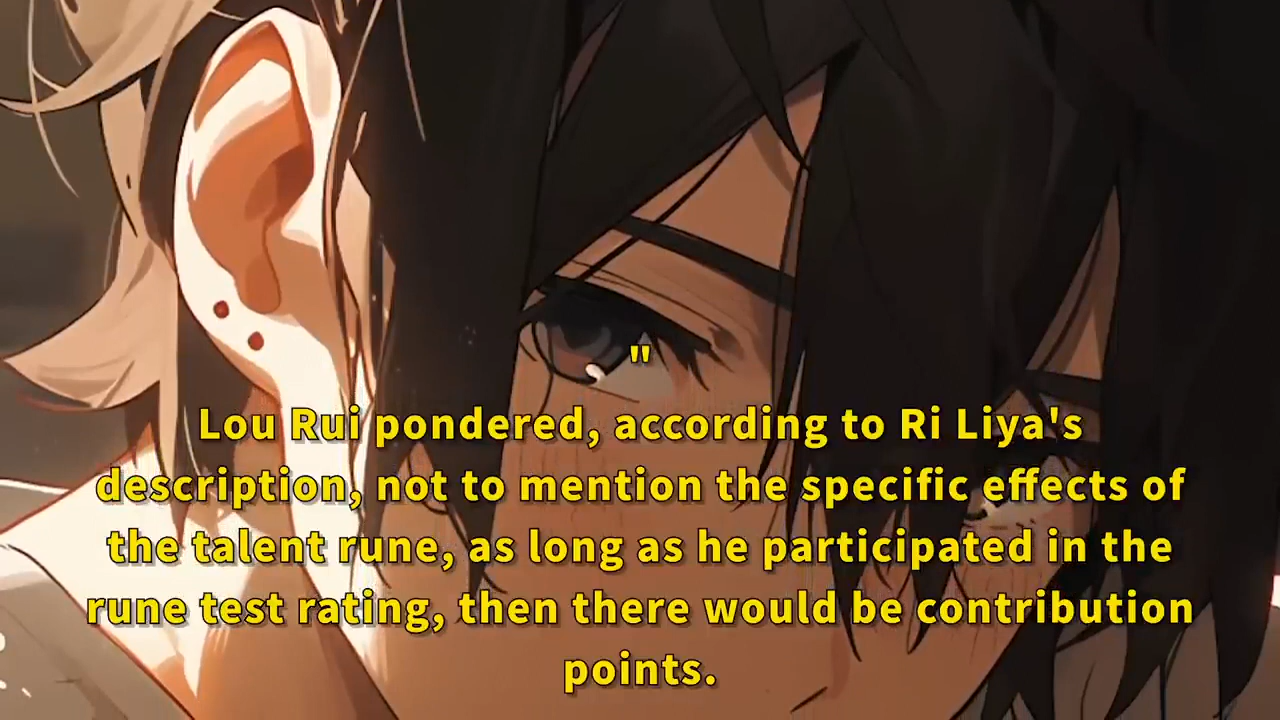 "
Lou Rui pondered, according to Ri Liya's
description, not to mention the specific effects of
the talent rune, as long as he participated in the
rune test rating, then there would be contribution
points.